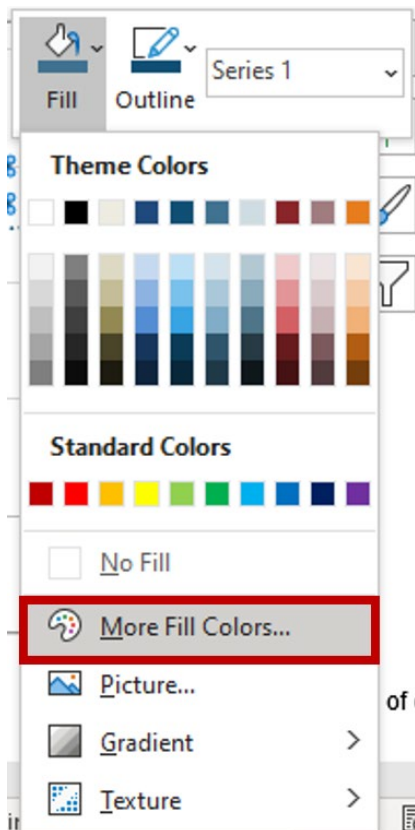 Series 1
Fill Outline
Theme Colors
Standard Colors
No Fill
More Fill Colors...
Picture...
of
Gradient
Texture